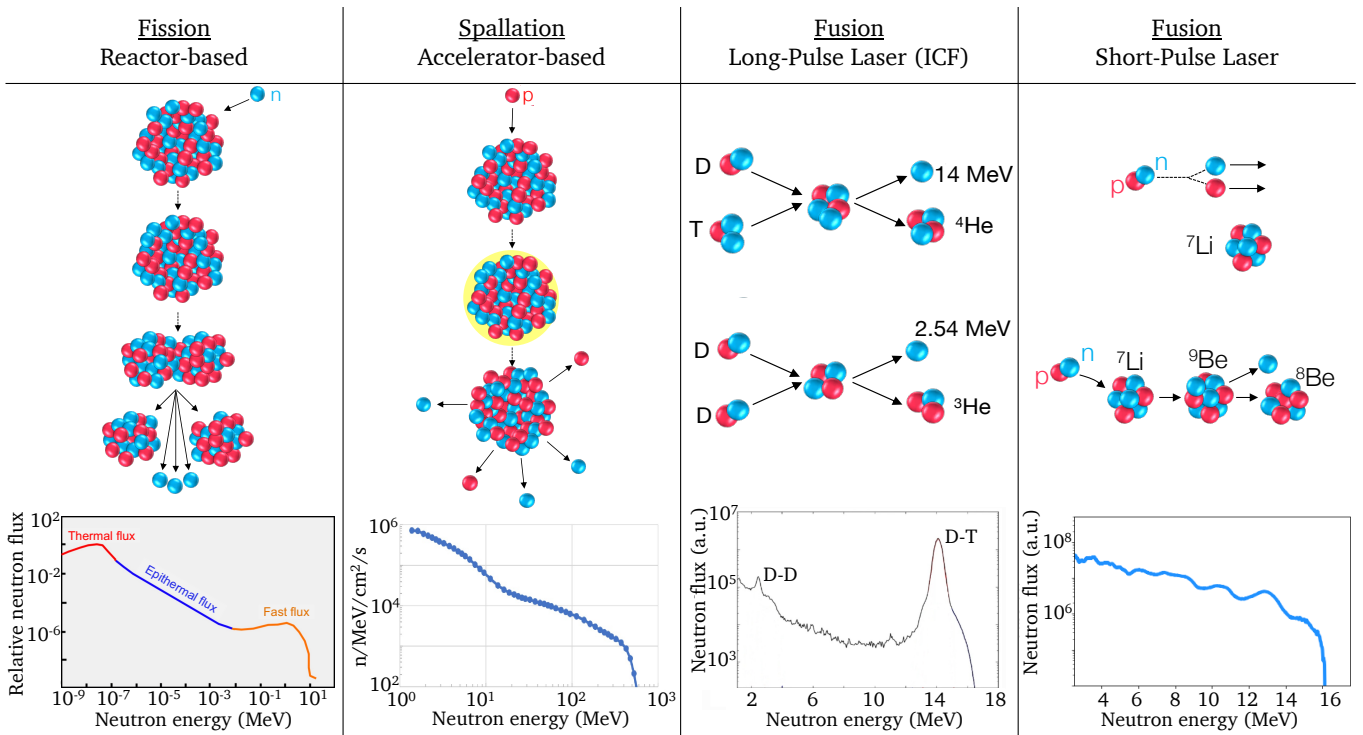 Fission
Reactor-based
Spallation
Accelerator-based
Fusion
Long-Pulse Laser (ICF)
Fusion
Short-Pulse Laser
n
p
D
T
14 MeV
⁴He
D
D
2.54 MeV
³He
p
n
⁷Li
p
n
⁷Li
⁹Be
⁸Be
Relative neutron flux
10²
10⁻²
10⁻⁶
Thermal flux
Epithermal flux
Fast flux
10⁻⁹
10⁻⁷
10⁻⁵
10⁻³
10⁻¹
10¹
Neutron energy (MeV)
n/MeV/cm²/s
10⁶
10⁴
10²
10⁰
10¹
10²
10³
Neutron energy (MeV)
Neutron flux (a.u.)
10⁷
10⁵
10³
D-D
D-T
2
6
10
14
18
Neutron energy (MeV)
Neutron flux (a.u.)
10⁸
10⁶
4
6
8
10
12
14
16
Neutron energy (MeV)